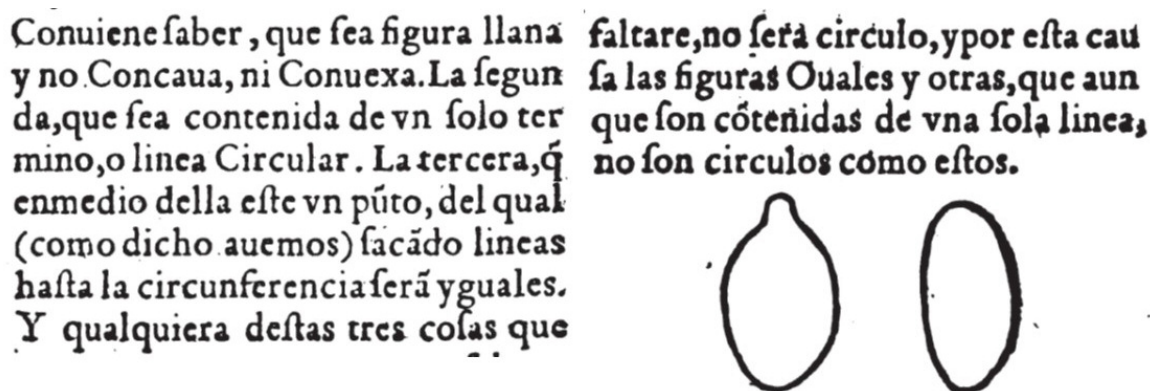 Conuiene ſaber, que ſea figura llana
y no Concaua, ni Conuexa. La ſegun
da, que ſea contenida de vn ſolo ter
mino, o linea Circular. La tercera, q̃
enmedio della eſte vn pũto, del qual
(como dicho auemos) ſacãdo lineas
haſta la circunferencia ſerã yguales.
Y qualquiera deſtas tres coſas que
faltare, no ſerà circulo, y por eſta cau
ſa las figuras Ouales y otras, que aun
que ſon cõtenidas de vna ſola linea,
no ſon circulos como eſtos.